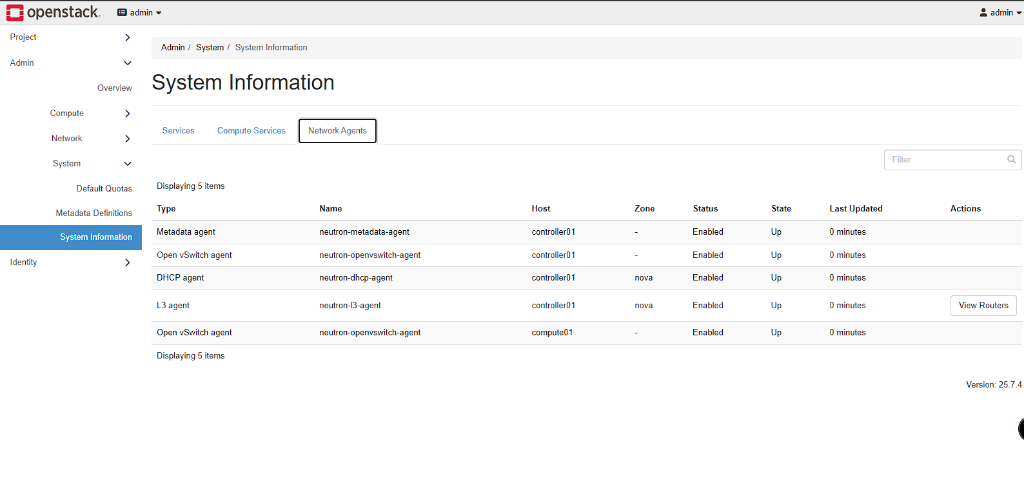 openstack. admin admin
Project
Admin
Overview
Compute
Network
System
Default Quotas
Metadata Definitions
System Information
Identity
Admin / System / System Information
System Information
Services Compute Services Network Agents
Filter
Displaying 5 items
Type Name Host Zone Status State Last Updated Actions
Metadata agent neutron-metadata-agent controller01 - Enabled Up 0 minutes
Open vSwitch agent neutron-openvswitch-agent controller01 - Enabled Up 0 minutes
DHCP agent neutron-dhcp-agent controller01 nova Enabled Up 0 minutes
L3 agent neutron-l3-agent controller01 nova Enabled Up 0 minutes View Routers
Open vSwitch agent neutron-openvswitch-agent compute01 - Enabled Up 0 minutes
Displaying 5 items
Version: 25.7.4